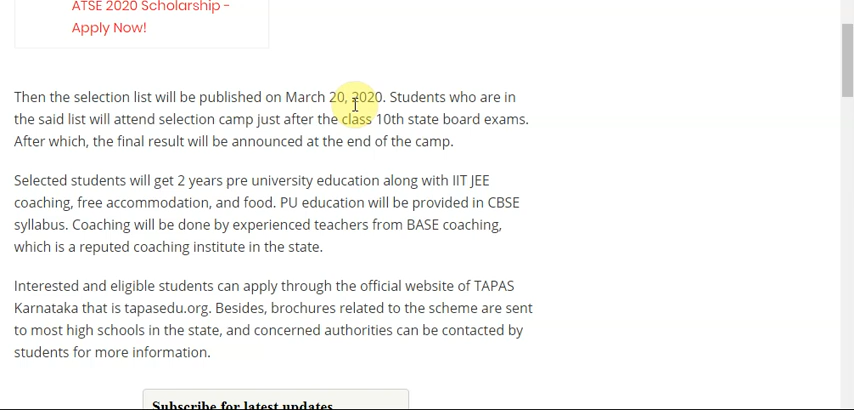 ATSE 2020 Scholarship -
Apply Now!
Then the selection list will be published on March 20, 2020. Students who are in
the said list will attend selection camp just after the class 10th state board exams.
After which, the final result will be announced at the end of the camp.
Selected students will get 2 years pre university education along with IIT JEE
coaching, free accommodation, and food. PU education will be provided in CBSE
syllabus. Coaching will be done by experienced teachers from BASE coaching,
which is a reputed coaching institute in the state.
Interested and eligible students can apply through the official website of TAPAS
Karnataka that is tapasedu.org. Besides, brochures related to the scheme are sent
to most high schools in the state, and concerned authorities can be contacted by
students for more information.
Subscribe for latest updates